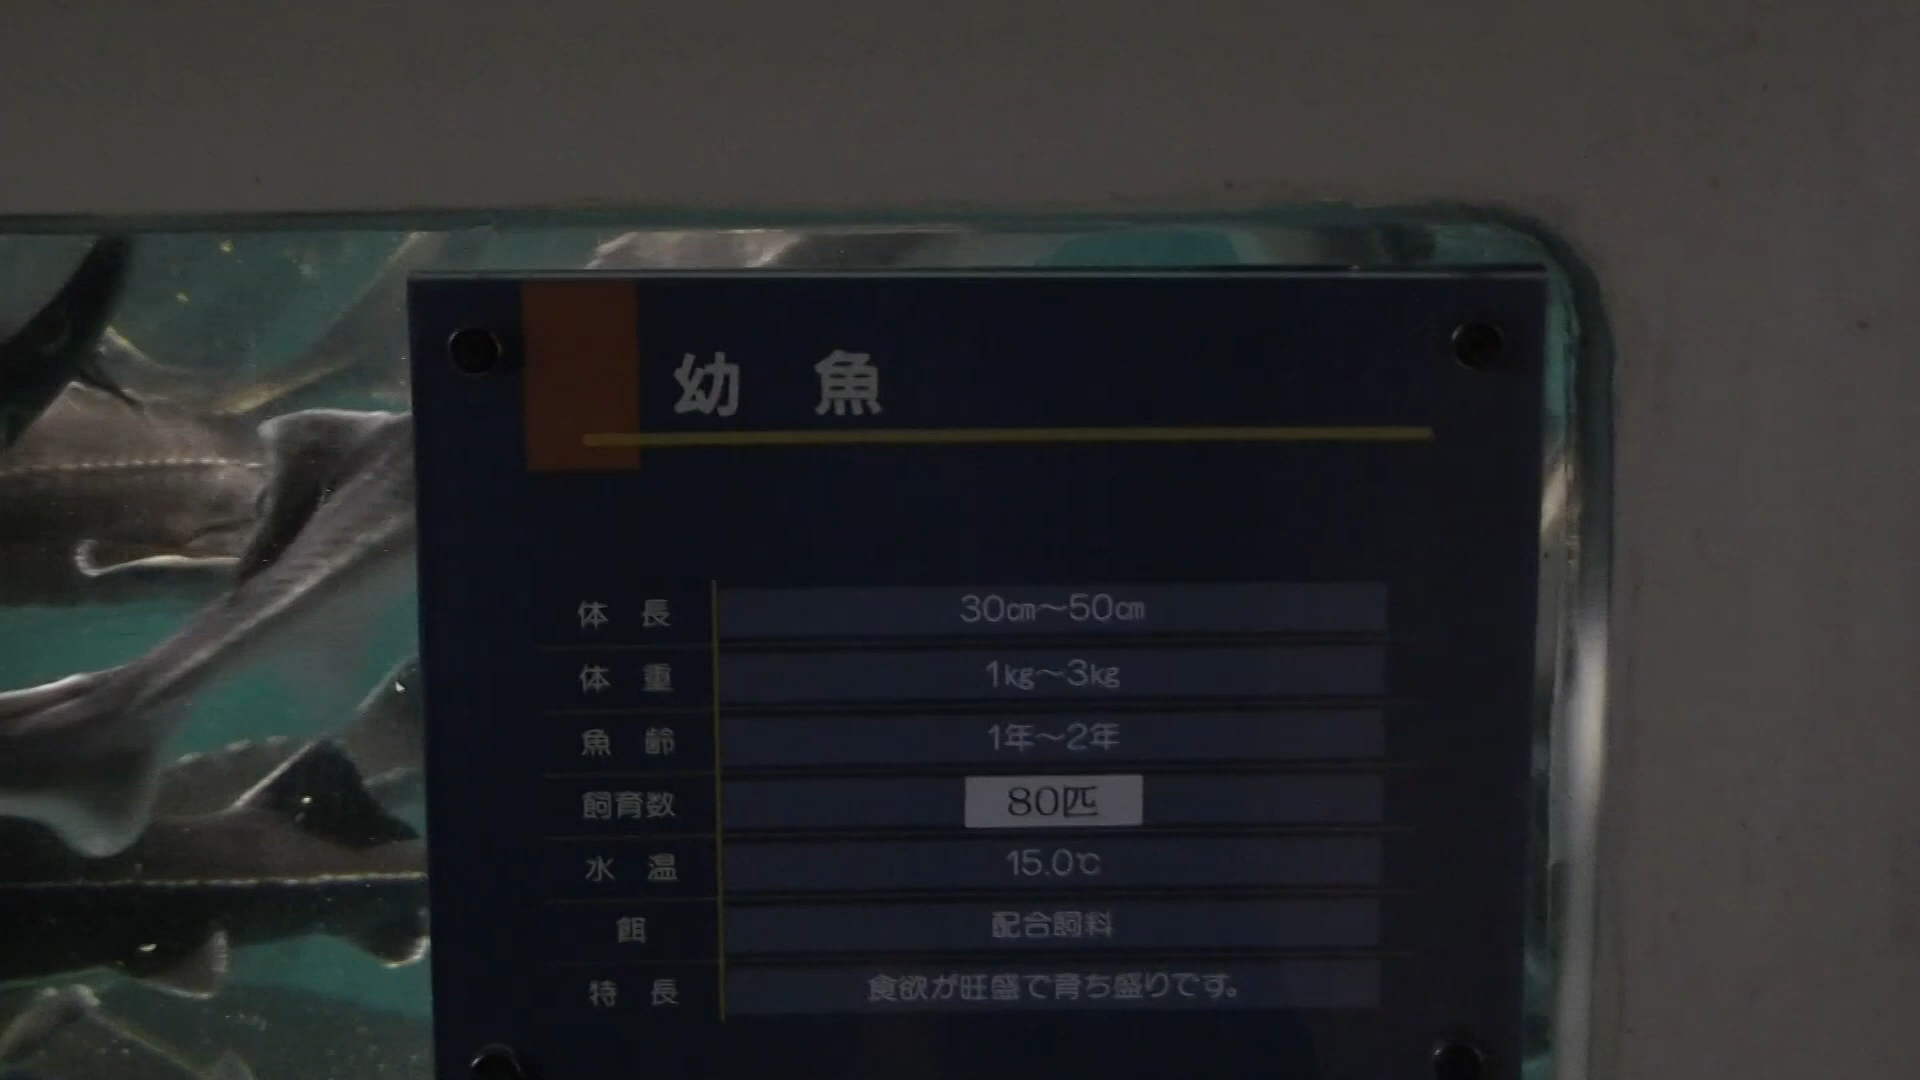 幼 魚
体 長 30㎝～50㎝
体 重 1㎏～3㎏
魚 齢 1年～2年
飼育数 80匹
水 温 15.0℃
餌 配合飼料
特 長 食欲が旺盛で育ち盛りです。